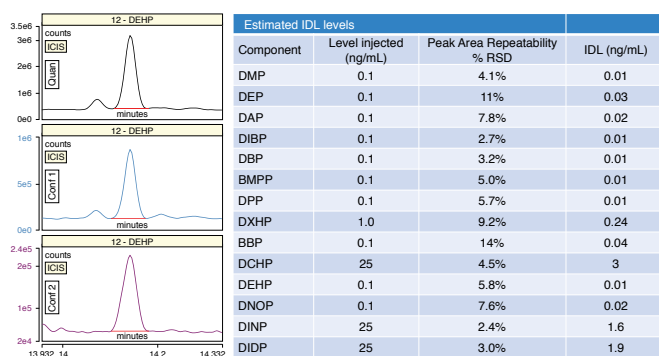 12 - DEHP
3.5e6
counts
3e6
ICIS
Quan
2e6
1e6
0e0
minutes
12 - DEHP
1e6
counts
ICIS
Conf 1
5e5
0e0
minutes
12 - DEHP
2.4e5
counts
2e5
ICIS
Conf 2
1e5
2e4
minutes
13.932 14 14.2 14.332
Estimated IDL levels
Component Level injected (ng/mL) Peak Area Repeatability % RSD IDL (ng/mL)
DMP 0.1 4.1% 0.01
DEP 0.1 11% 0.03
DAP 0.1 7.8% 0.02
DIBP 0.1 2.7% 0.01
DBP 0.1 3.2% 0.01
BMPP 0.1 5.0% 0.01
DPP 0.1 5.7% 0.01
DXHP 1.0 9.2% 0.24
BBP 0.1 14% 0.04
DCHP 25 4.5% 3
DEHP 0.1 5.8% 0.01
DNOP 0.1 7.6% 0.02
DINP 25 2.4% 1.6
DIDP 25 3.0% 1.9